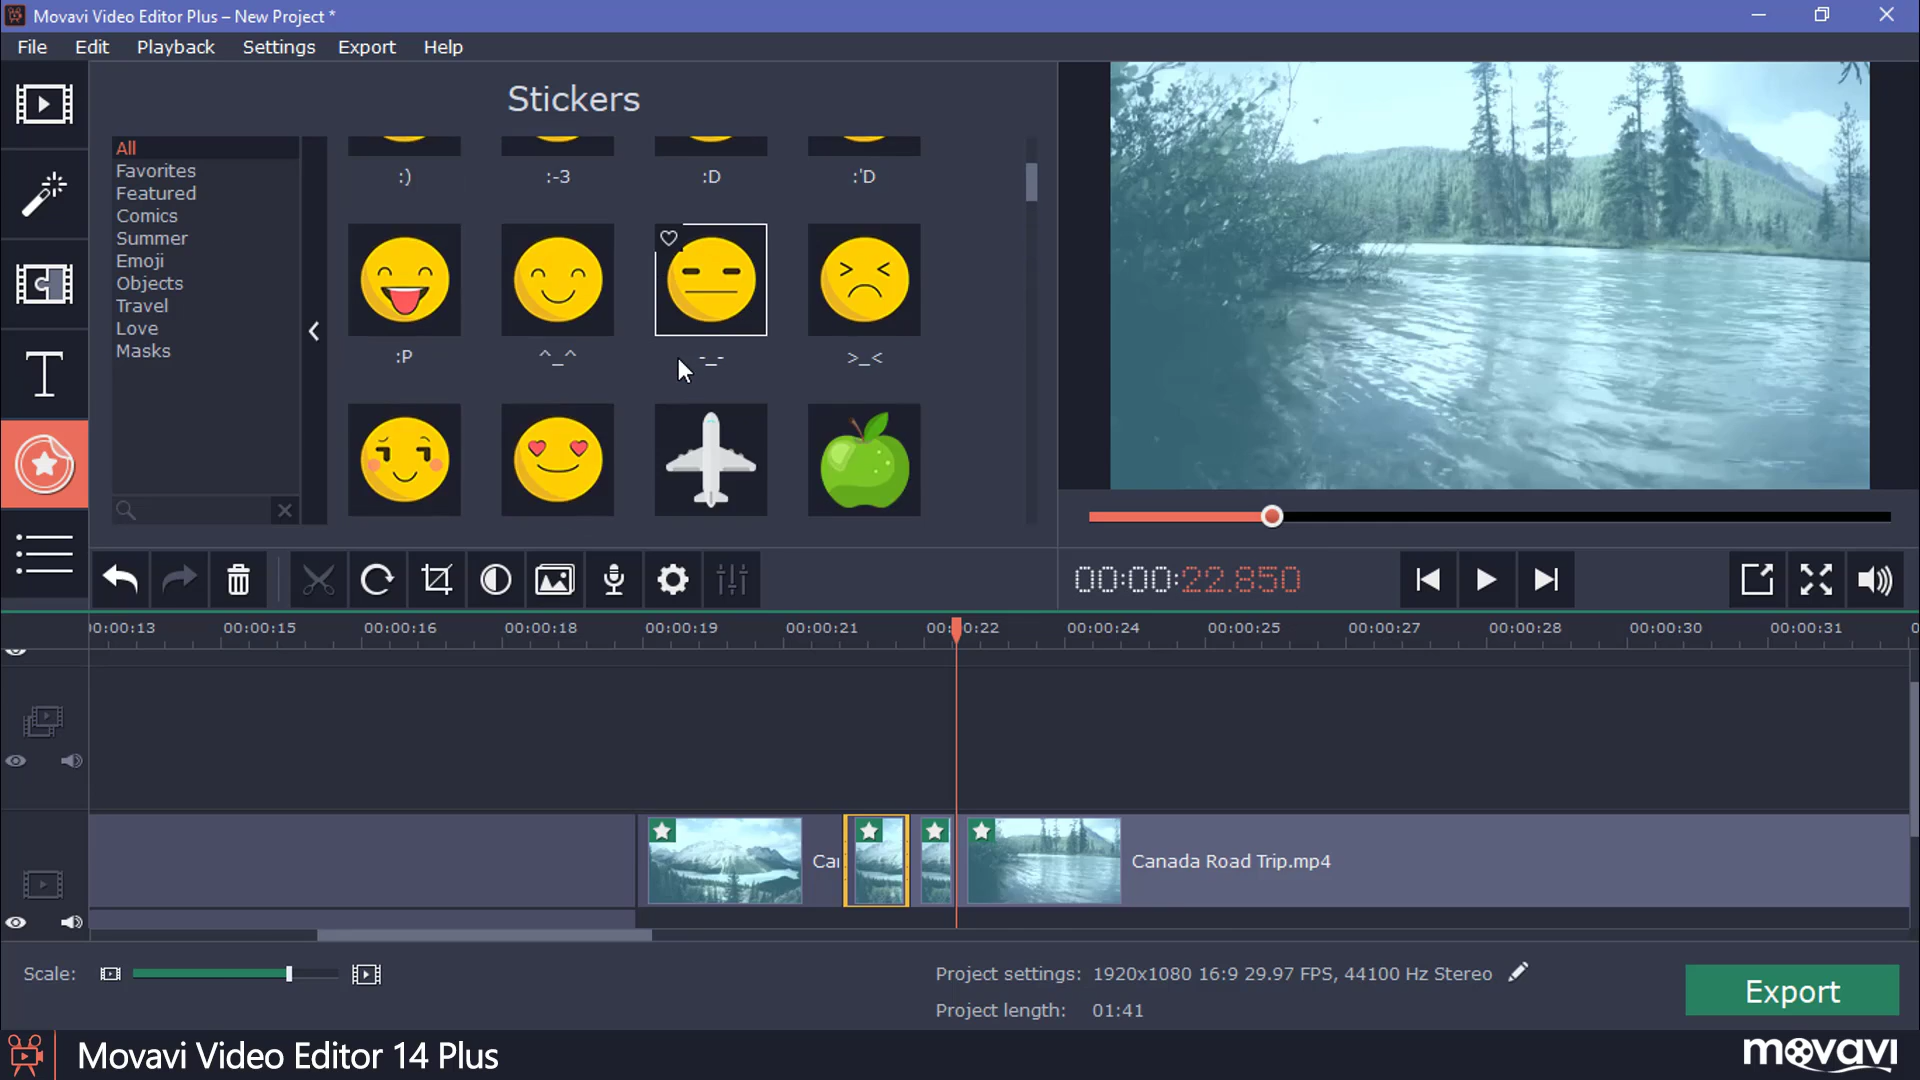 Movavi Video Editor Plus – New Project *
File Edit Playback Settings Export Help
Stickers
All
Favorites
Featured
Comics
Summer
Emoji
Objects
Travel
Love
Masks
:) :-3 :D :'D
:P ^_^ -_- >_<
00:00:22.850
00:00:13 00:00:15 00:00:16 00:00:18 00:00:19 00:00:21 00:00:22 00:00:24 00:00:25 00:00:27 00:00:28 00:00:30 00:00:31
Canada Road Trip.mp4
Scale:
Project settings: 1920x1080 16:9 29.97 FPS, 44100 Hz Stereo
Project length: 01:41
Export
Movavi Video Editor 14 Plus
movavi